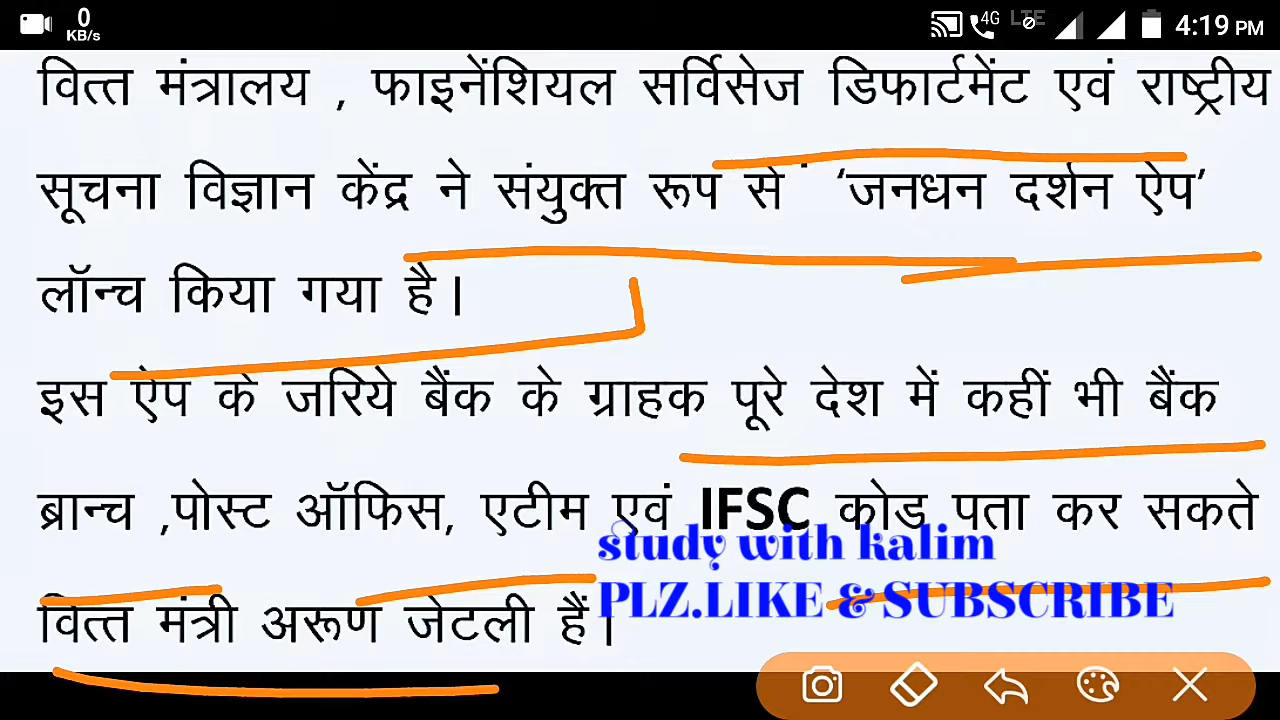 0
KB/s
4G LTE 4:19 PM
वित्त मंत्रालय , फाइनेंशियल सर्विसेज डिफार्टमेंट एवं राष्ट्रीय
सूचना विज्ञान केंद्र ने संयुक्त रूप से 'जनधन दर्शन ऐप'
लॉन्च किया गया है।
इस ऐप के जरिये बैंक के ग्राहक पूरे देश में कहीं भी बैंक
ब्रान्च ,पोस्ट ऑफिस, एटीम एवं IFSC कोड पता कर सकते
study with kalim
PLZ.LIKE & SUBSCRIBE
वित्त मंत्री अरूण जेटली हैं।